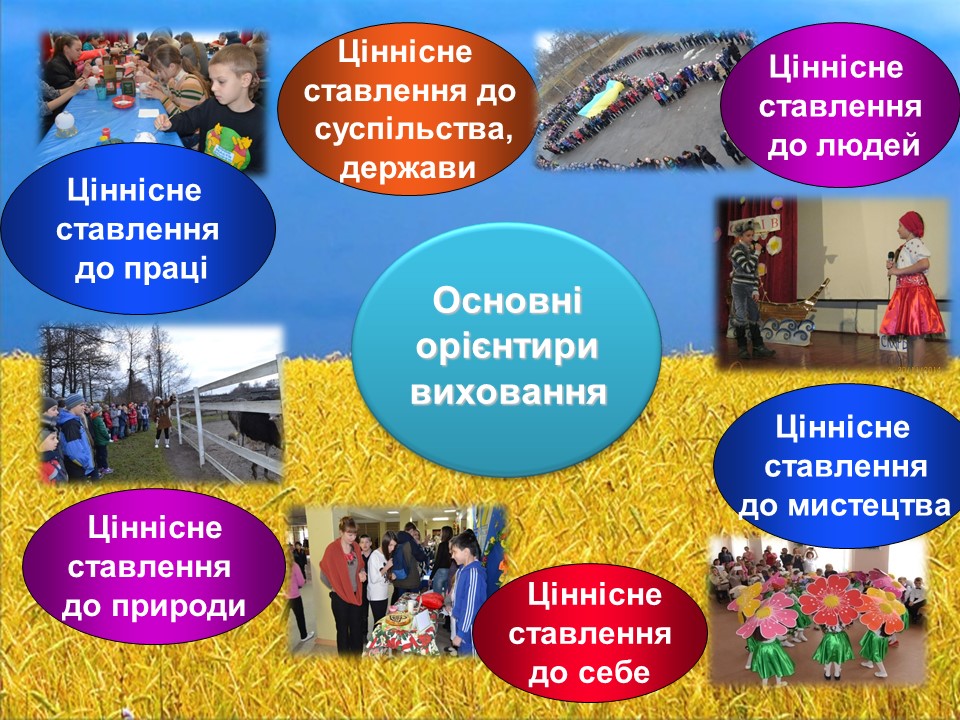 Ціннісне
ставлення до
суспільства,
держави
Ціннісне
ставлення
до людей
Ціннісне
ставлення
до праці
Основні
орієнтири
виховання
Ціннісне
ставлення
до мистецтва
Ціннісне
ставлення
до природи
Ціннісне
ставлення
до себе